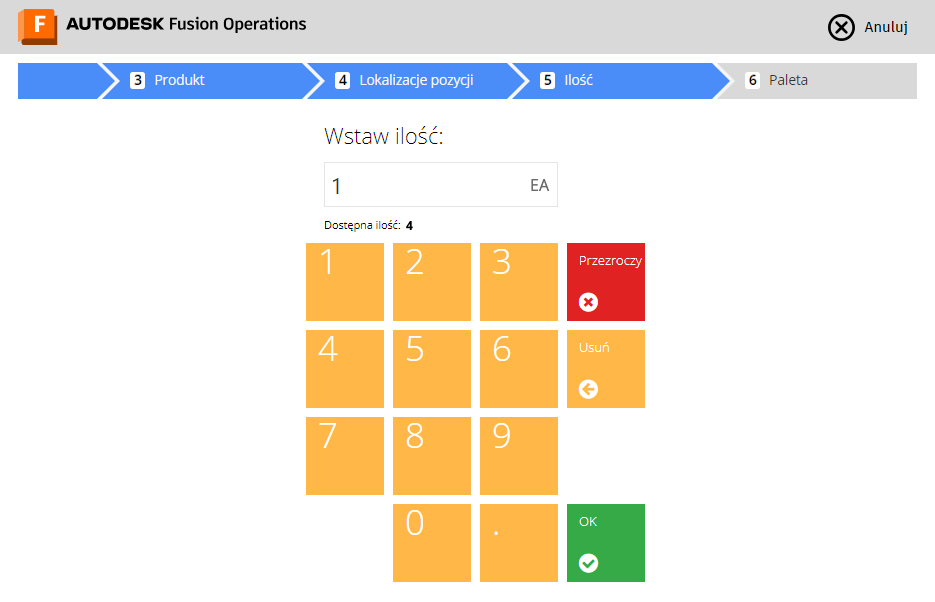 F AUTODESK Fusion Operations
Anuluj
3 Produkt
4 Lokalizacje pozycji
5 Ilość
6 Paleta
Wstaw ilość:
1 EA
Dostępna ilość: 4
1 2 3 Przezroczy
4 5 6 Usuń
7 8 9
0 . OK